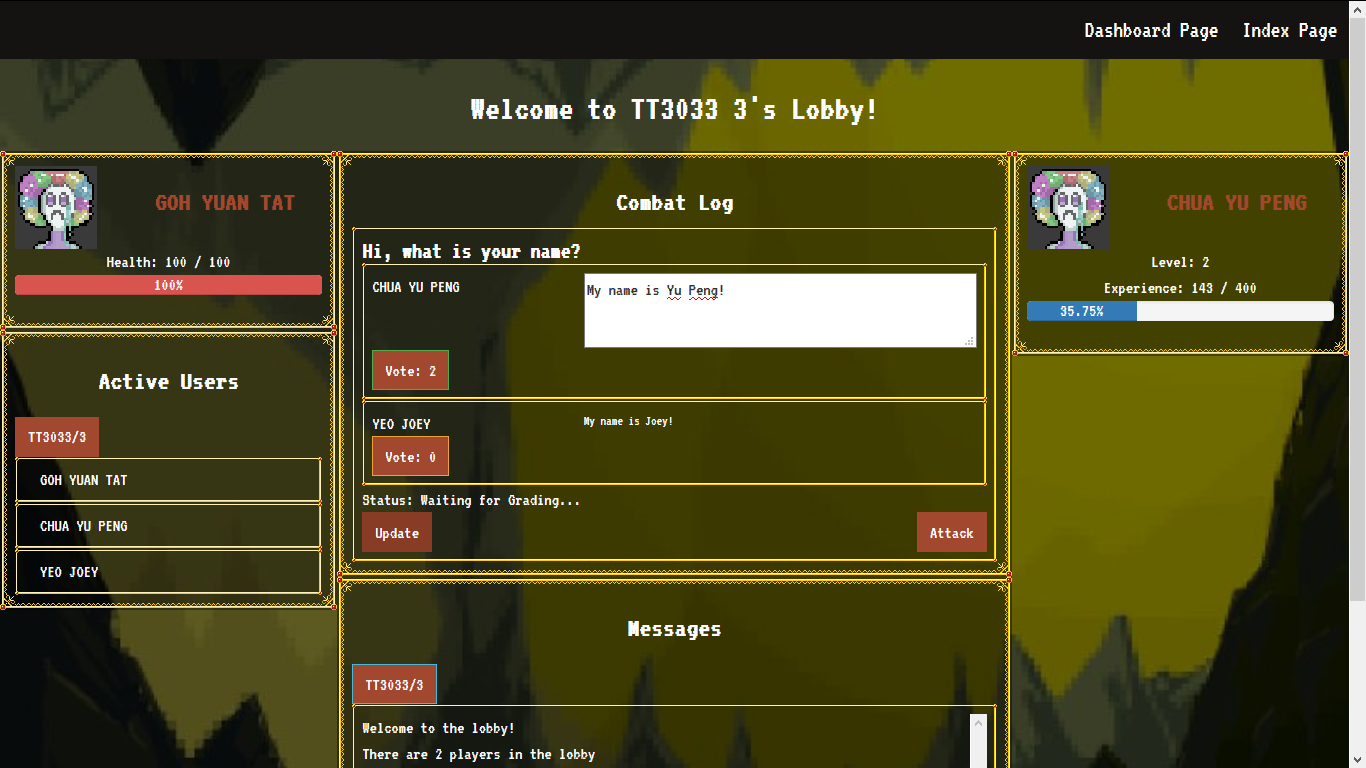 Dashboard Page Index Page
Welcome to TT3033 3's Lobby!
GOH YUAN TAT
Health: 100 / 100
100%
Active Users
TT3033/3
GOH YUAN TAT
CHUA YU PENG
YEO JOEY
Combat Log
Hi, what is your name?
CHUA YU PENG
My name is Yu Peng!
Vote: 2
YEO JOEY
My name is Joey!
Vote: 0
Status: Waiting for Grading...
Update
Attack
Messages
TT3033/3
Welcome to the lobby!
There are 2 players in the lobby
CHUA YU PENG
Level: 2
Experience: 143 / 400
35.75%